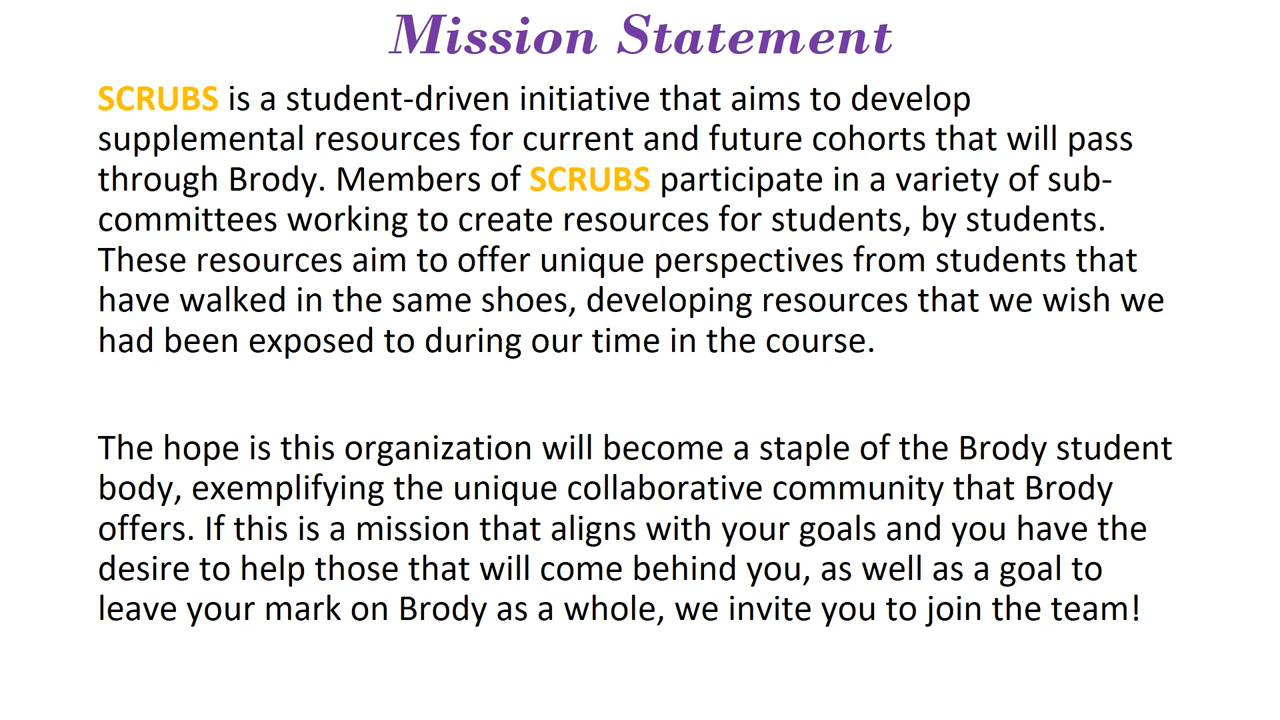 Mission Statement
SCRUBS is a student-driven initiative that aims to develop
supplemental resources for current and future cohorts that will pass
through Brody. Members of SCRUBS participate in a variety of sub-
committees working to create resources for students, by students.
These resources aim to offer unique perspectives from students that
have walked in the same shoes, developing resources that we wish we
had been exposed to during our time in the course.
The hope is this organization will become a staple of the Brody student
body, exemplifying the unique collaborative community that Brody
offers. If this is a mission that aligns with your goals and you have the
desire to help those that will come behind you, as well as a goal to
leave your mark on Brody as a whole, we invite you to join the team!